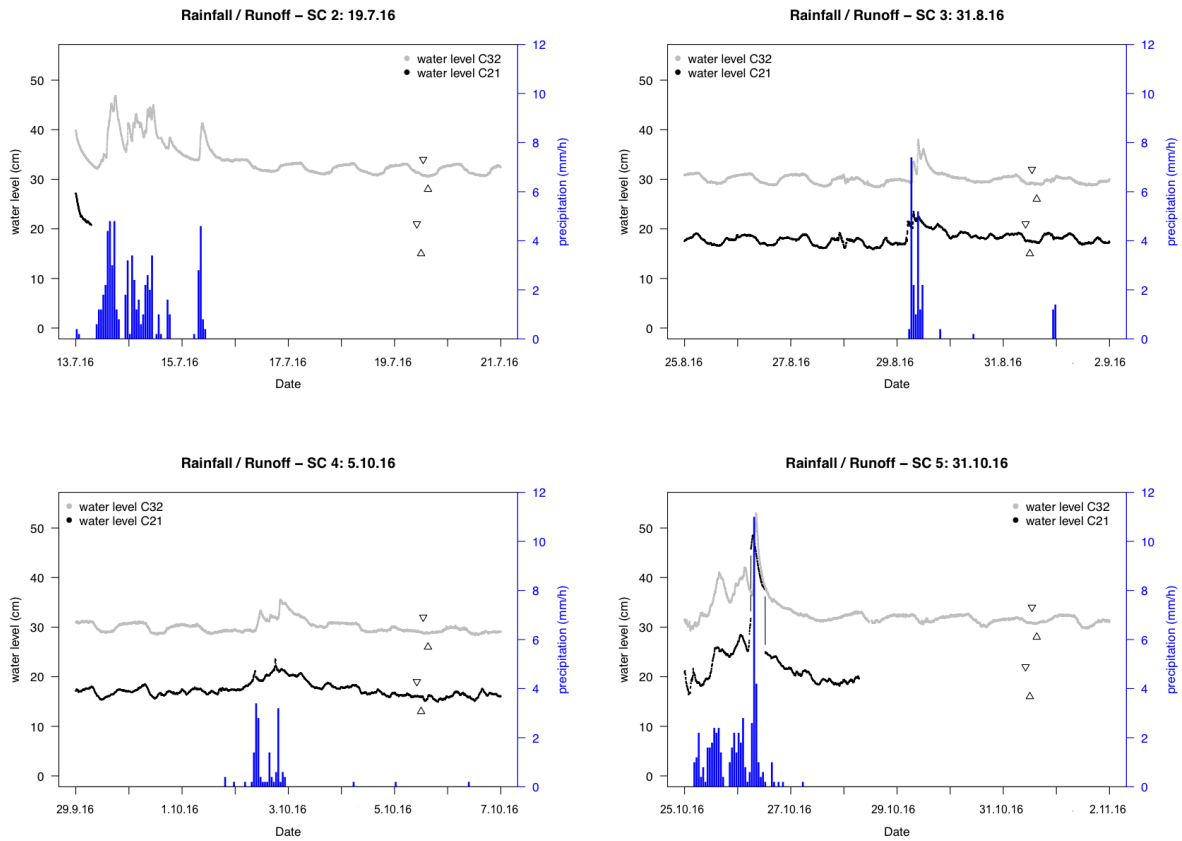 Rainfall / Runoff – SC 2: 19.7.16
water level C32
water level C21
water level (cm)
50
40
30
20
10
0
12
10
8
6
4
2
0
precipitation (mm/h)
13.7.16 15.7.16 17.7.16 19.7.16 21.7.16
Date
Rainfall / Runoff – SC 3: 31.8.16
water level C32
water level C21
water level (cm)
50
40
30
20
10
0
12
10
8
6
4
2
0
precipitation (mm/h)
25.8.16 27.8.16 29.8.16 31.8.16 2.9.16
Date
Rainfall / Runoff – SC 4: 5.10.16
water level C32
water level C21
water level (cm)
50
40
30
20
10
0
12
10
8
6
4
2
0
precipitation (mm/h)
29.9.16 1.10.16 3.10.16 5.10.16 7.10.16
Date
Rainfall / Runoff – SC 5: 31.10.16
water level C32
water level C21
water level (cm)
50
40
30
20
10
0
12
10
8
6
4
2
0
precipitation (mm/h)
25.10.16 27.10.16 29.10.16 31.10.16 2.11.16
Date